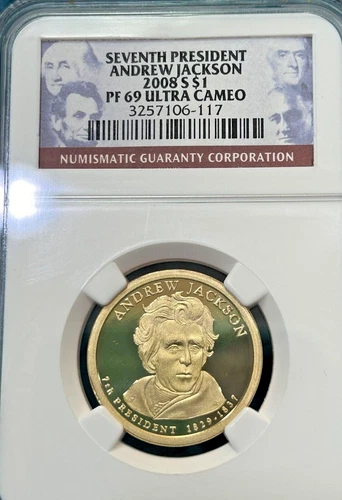 SEVENTH PRESIDENT
ANDREW JACKSON
2008 S $1
PF 69 ULTRA CAMEO
3257106-117
NUMISMATIC GUARANTY CORPORATION
ANDREW JACKSON
7th PRESIDENT 1829-1837